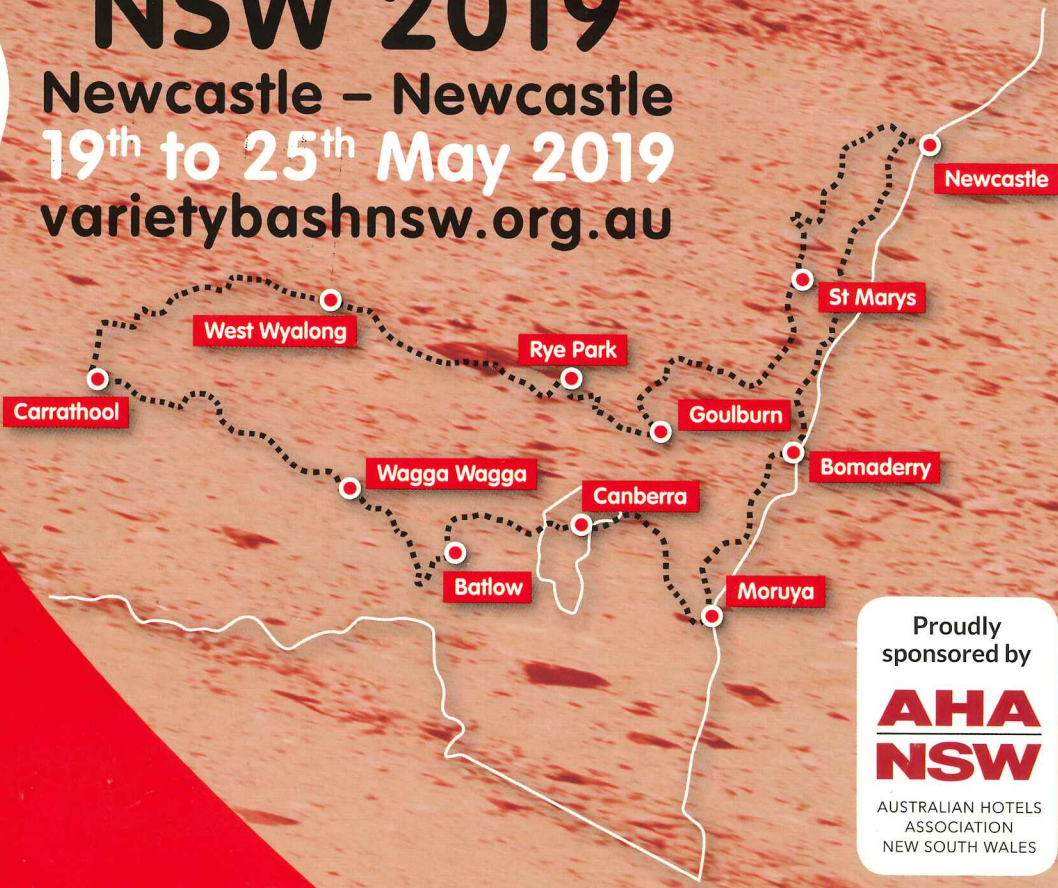 NSW 2019
Newcastle – Newcastle
19th to 25th May 2019
varietybashnsw.org.au
Newcastle
St Marys
West Wyalong
Rye Park
Carrathool
Goulburn
Bomaderry
Wagga Wagga
Canberra
Batlow
Moruya
Proudly
sponsored by
AHA
NSW
AUSTRALIAN HOTELS
ASSOCIATION
NEW SOUTH WALES